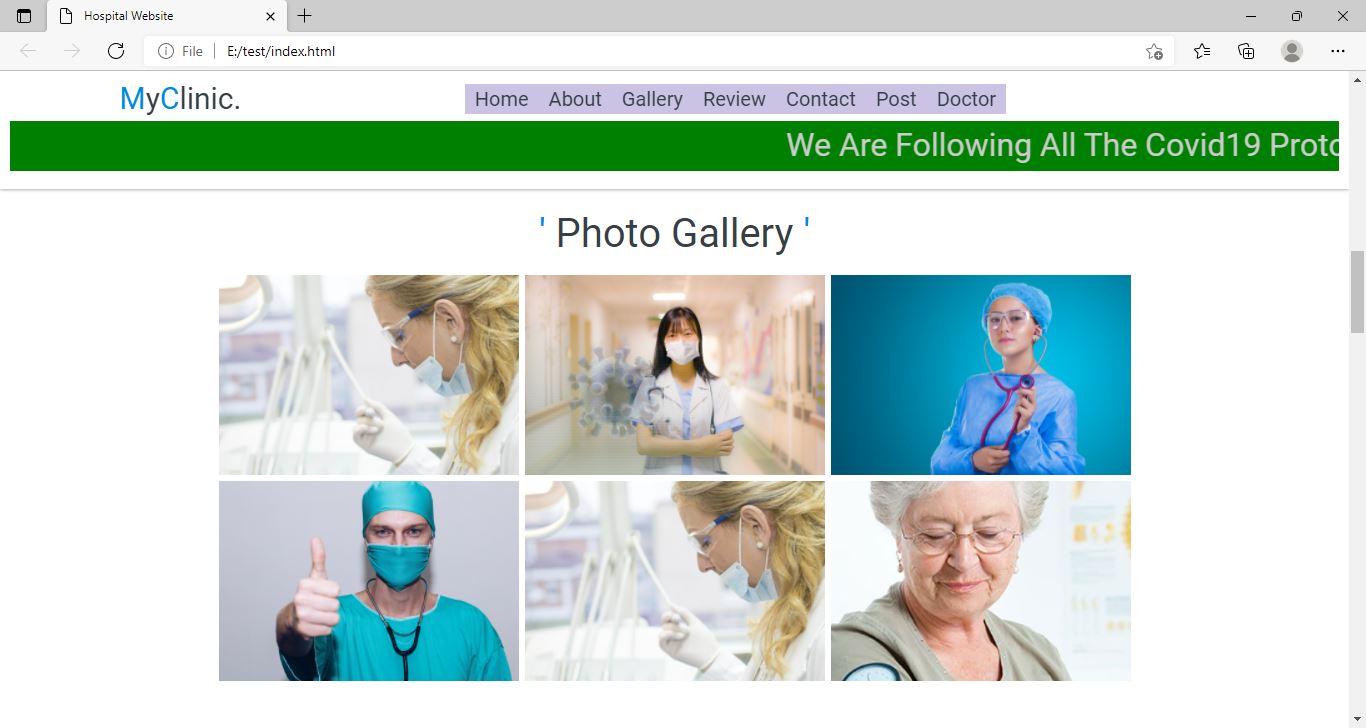 Hospital Website
File
E:/test/index.html
MyClinic.
Home About Gallery Review Contact Post Doctor
We Are Following All The Covid19 Proto
' Photo Gallery '